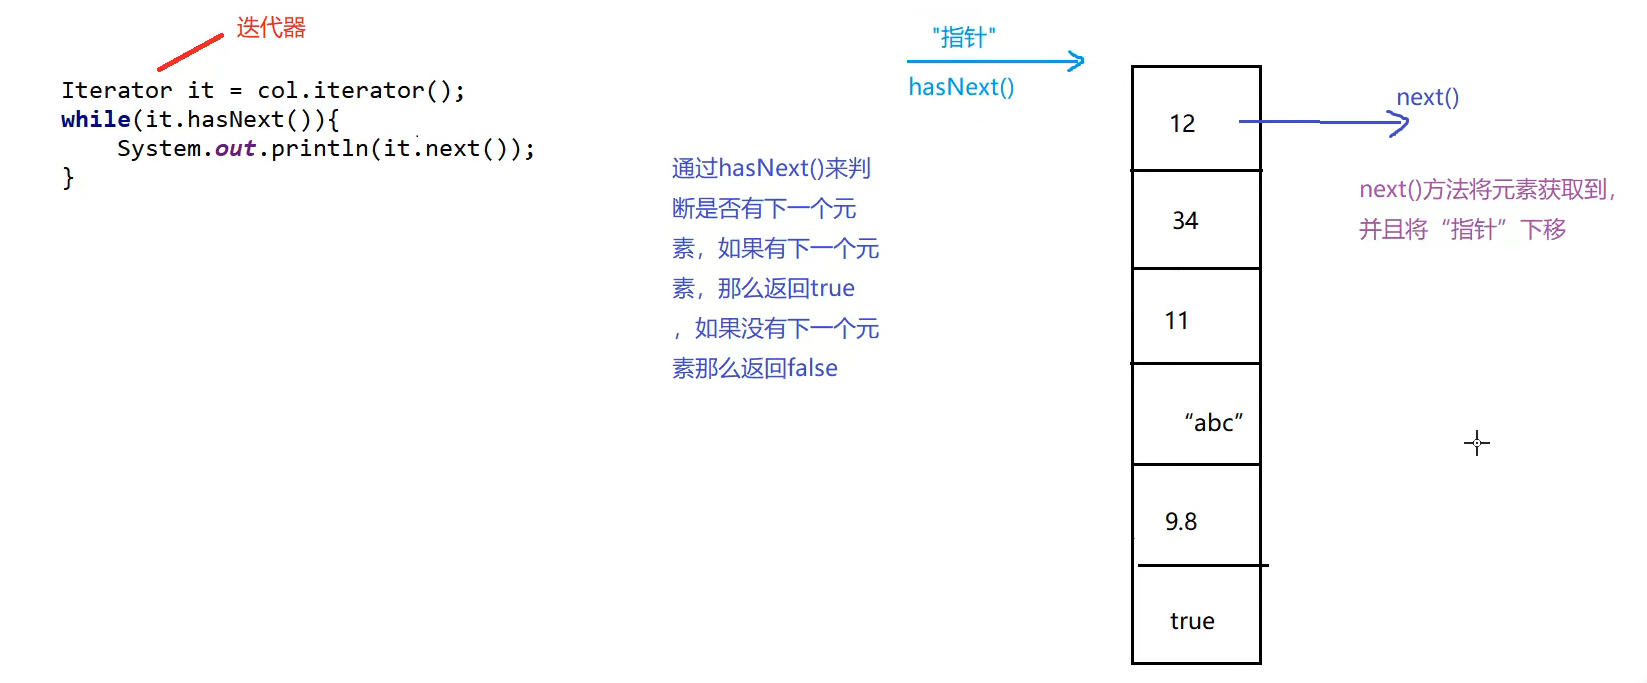 迭代器
Iterator it = col.iterator();
while(it.hasNext()){
    System.out.println(it.next());
}
"指针"
hasNext()
通过hasNext()来判
断是否有下一个元
素，如果有下一个元
素，那么返回true
，如果没有下一个元
素那么返回false
12
34
11
“abc”
9.8
true
next()
next()方法将元素获取到，
并且将“指针”下移